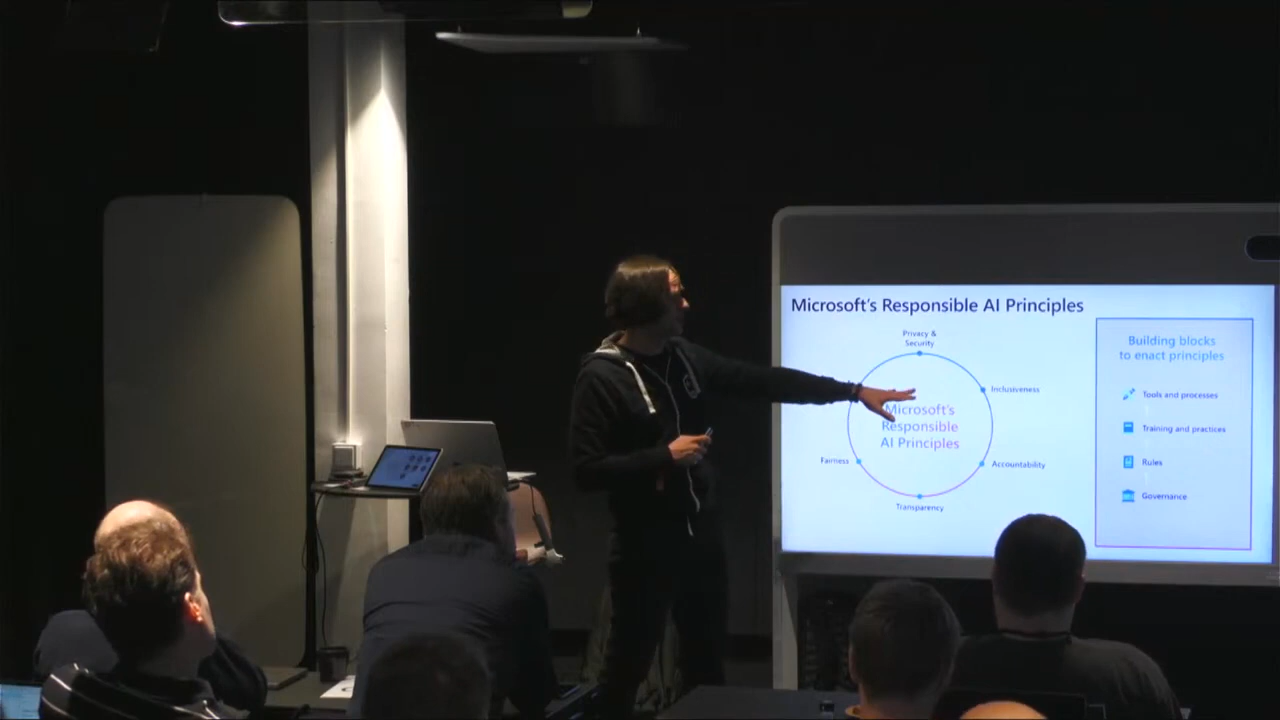 Microsoft's Responsible AI Principles
Privacy &
Security
Inclusiveness
Microsoft's
Responsible
AI Principles
Fairness
Accountability
Transparency
Building blocks
to enact principles
Tools and processes
Training and practices
Rules
Governance